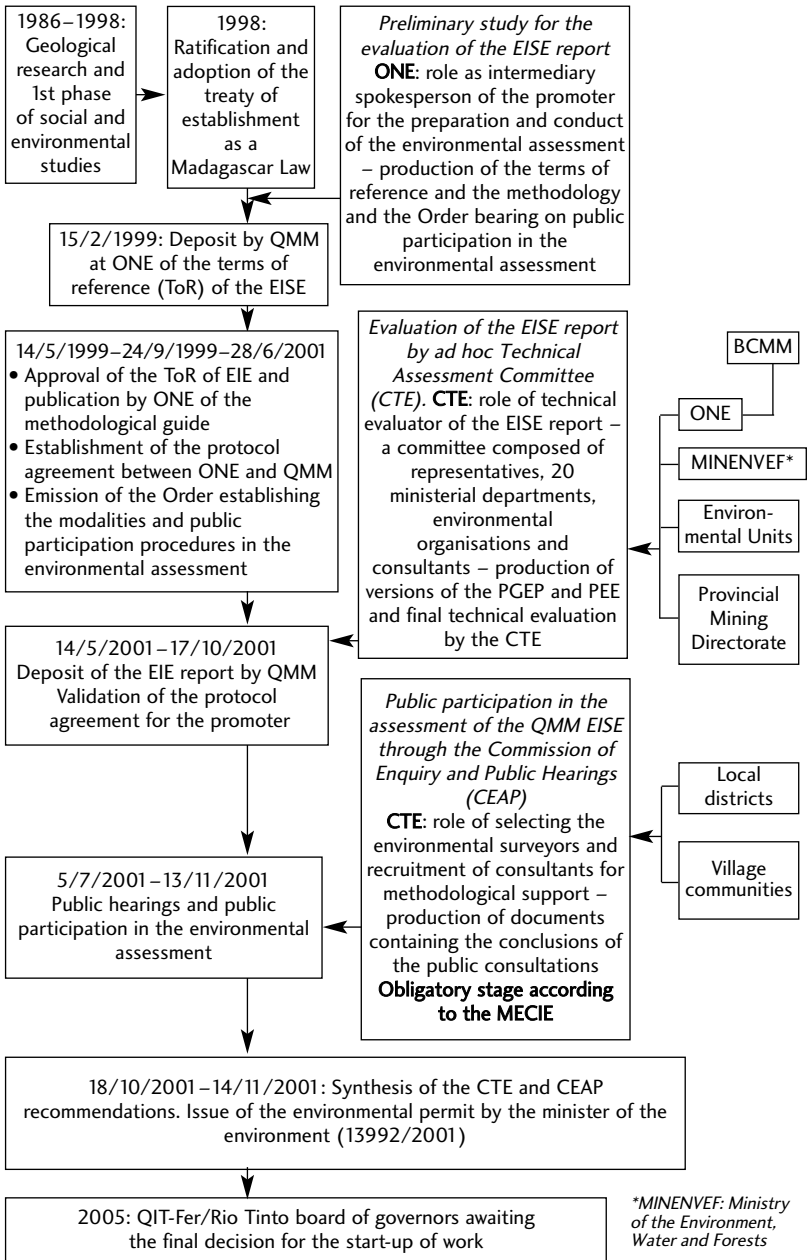 1986–1998:
Geological
research and
1st phase
of social and
environmental
studies
1998:
Ratification and
adoption of the
treaty of
establishment
as a
Madagascar Law
Preliminary study for the
evaluation of the EISE report
ONE: role as intermediary
spokesperson of the promoter
for the preparation and conduct
of the environmental assessment
– production of the terms of
reference and the methodology
and the Order bearing on public
participation in the
environmental assessment
15/2/1999: Deposit by QMM
at ONE of the terms of
reference (ToR) of the EISE
14/5/1999–24/9/1999–28/6/2001
• Approval of the ToR of EIE and
publication by ONE of the
methodological guide
• Establishment of the protocol
agreement between ONE and QMM
• Emission of the Order establishing
the modalities and public
participation procedures in the
environmental assessment
Evaluation of the EISE report
by ad hoc Technical
Assessment Committee
(CTE). CTE: role of technical
evaluator of the EISE report –
a committee composed of
representatives, 20
ministerial departments,
environmental
organisations and
consultants – production of
versions of the PGEP and PEE
and final technical evaluation
by the CTE
BCMM
ONE
MINENVEF*
Environ-
mental Units
Provincial
Mining
Directorate
14/5/2001–17/10/2001
Deposit of the EIE report by QMM
Validation of the protocol
agreement for the promoter
Public participation in the
assessment of the QMM EISE
through the Commission of
Enquiry and Public Hearings
(CEAP)
CTE: role of selecting the
environmental surveyors and
recruitment of consultants for
methodological support –
production of documents
containing the conclusions of
the public consultations
Obligatory stage according
to the MECIE
Local
districts
Village
communities
5/7/2001–13/11/2001
Public hearings and public
participation in the environmental
assessment
18/10/2001–14/11/2001: Synthesis of the CTE and CEAP
recommendations. Issue of the environmental permit by the minister of the
environment (13992/2001)
2005: QIT-Fer/Rio Tinto board of governors awaiting
the final decision for the start-up of work
*MINENVEF: Ministry
of the Environment,
Water and Forests